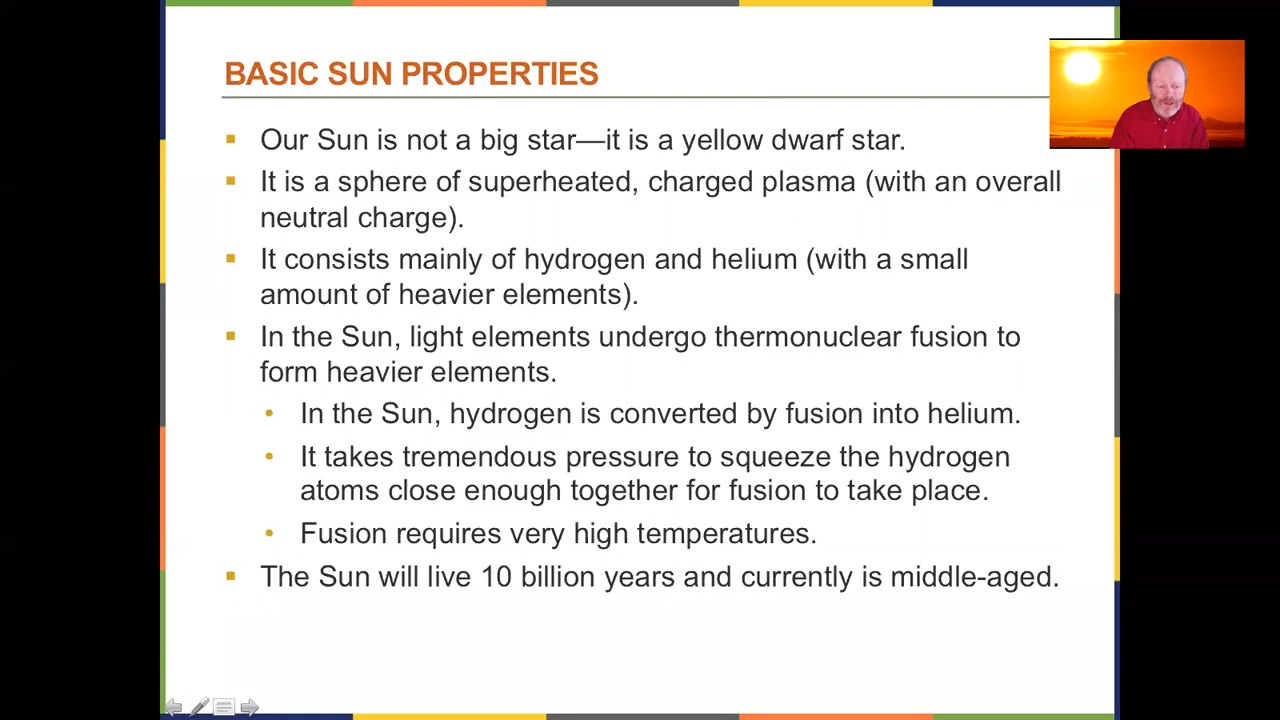 BASIC SUN PROPERTIES
▪ Our Sun is not a big star—it is a yellow dwarf star.
▪ It is a sphere of superheated, charged plasma (with an overall
neutral charge).
▪ It consists mainly of hydrogen and helium (with a small
amount of heavier elements).
▪ In the Sun, light elements undergo thermonuclear fusion to
form heavier elements.
• In the Sun, hydrogen is converted by fusion into helium.
• It takes tremendous pressure to squeeze the hydrogen
atoms close enough together for fusion to take place.
• Fusion requires very high temperatures.
▪ The Sun will live 10 billion years and currently is middle-aged.